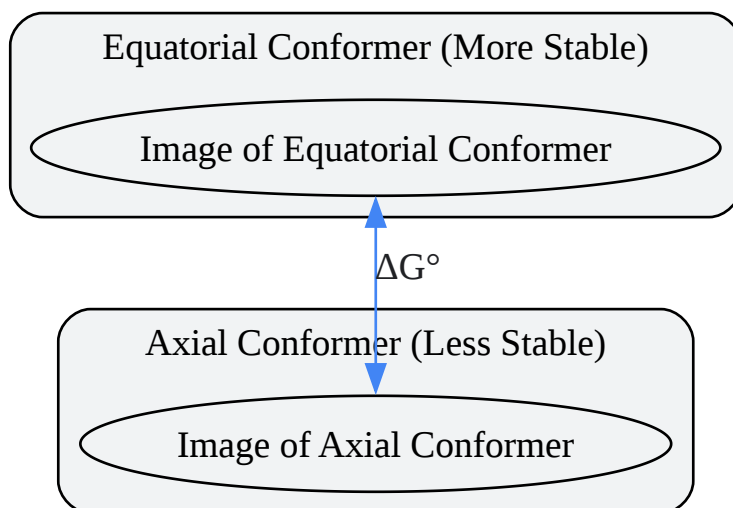 Equatorial Conformer (More Stable)
Image of Equatorial Conformer
ΔG°
Axial Conformer (Less Stable)
Image of Axial Conformer